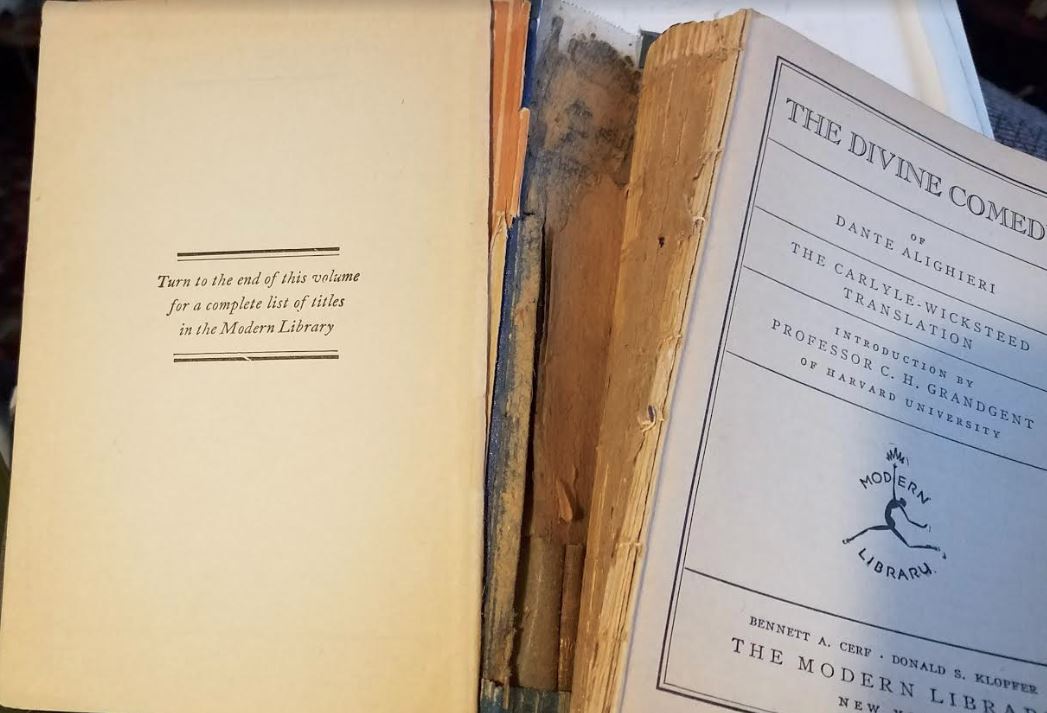 Turn to the end of this volume
for a complete list of titles
in the Modern Library
THE DIVINE COMED
OF
DANTE ALIGHIERI
THE CARLYLE-WICKSTEED
TRANSLATION
INTRODUCTION BY
PROFESSOR C. H. GRANDGENT
OF HARVARD UNIVERSITY
MODERN
LIBRARY
BENNETT A. CERF · DONALD S. KLOPFER
THE MODERN LIBRA
NEW